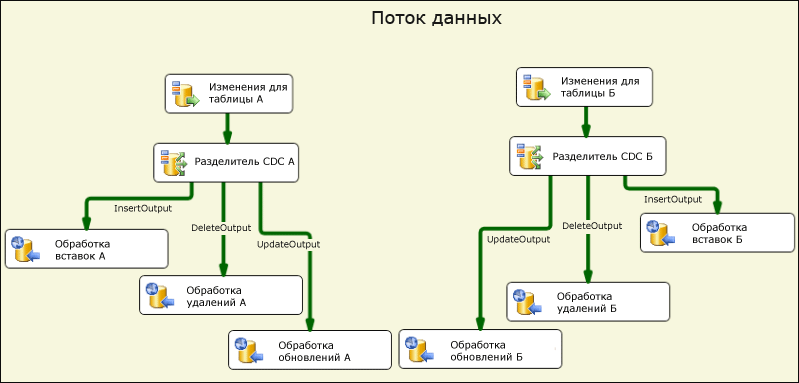 Поток данных
Изменения для
таблицы А
Разделитель CDC А
InsertOutput
DeleteOutput
UpdateOutput
Обработка
вставок А
Обработка
удалений А
Обработка
обновлений А
Изменения для
таблицы Б
Разделитель CDC Б
InsertOutput
DeleteOutput
UpdateOutput
Обработка
вставок Б
Обработка
удалений Б
Обработка
обновлений Б